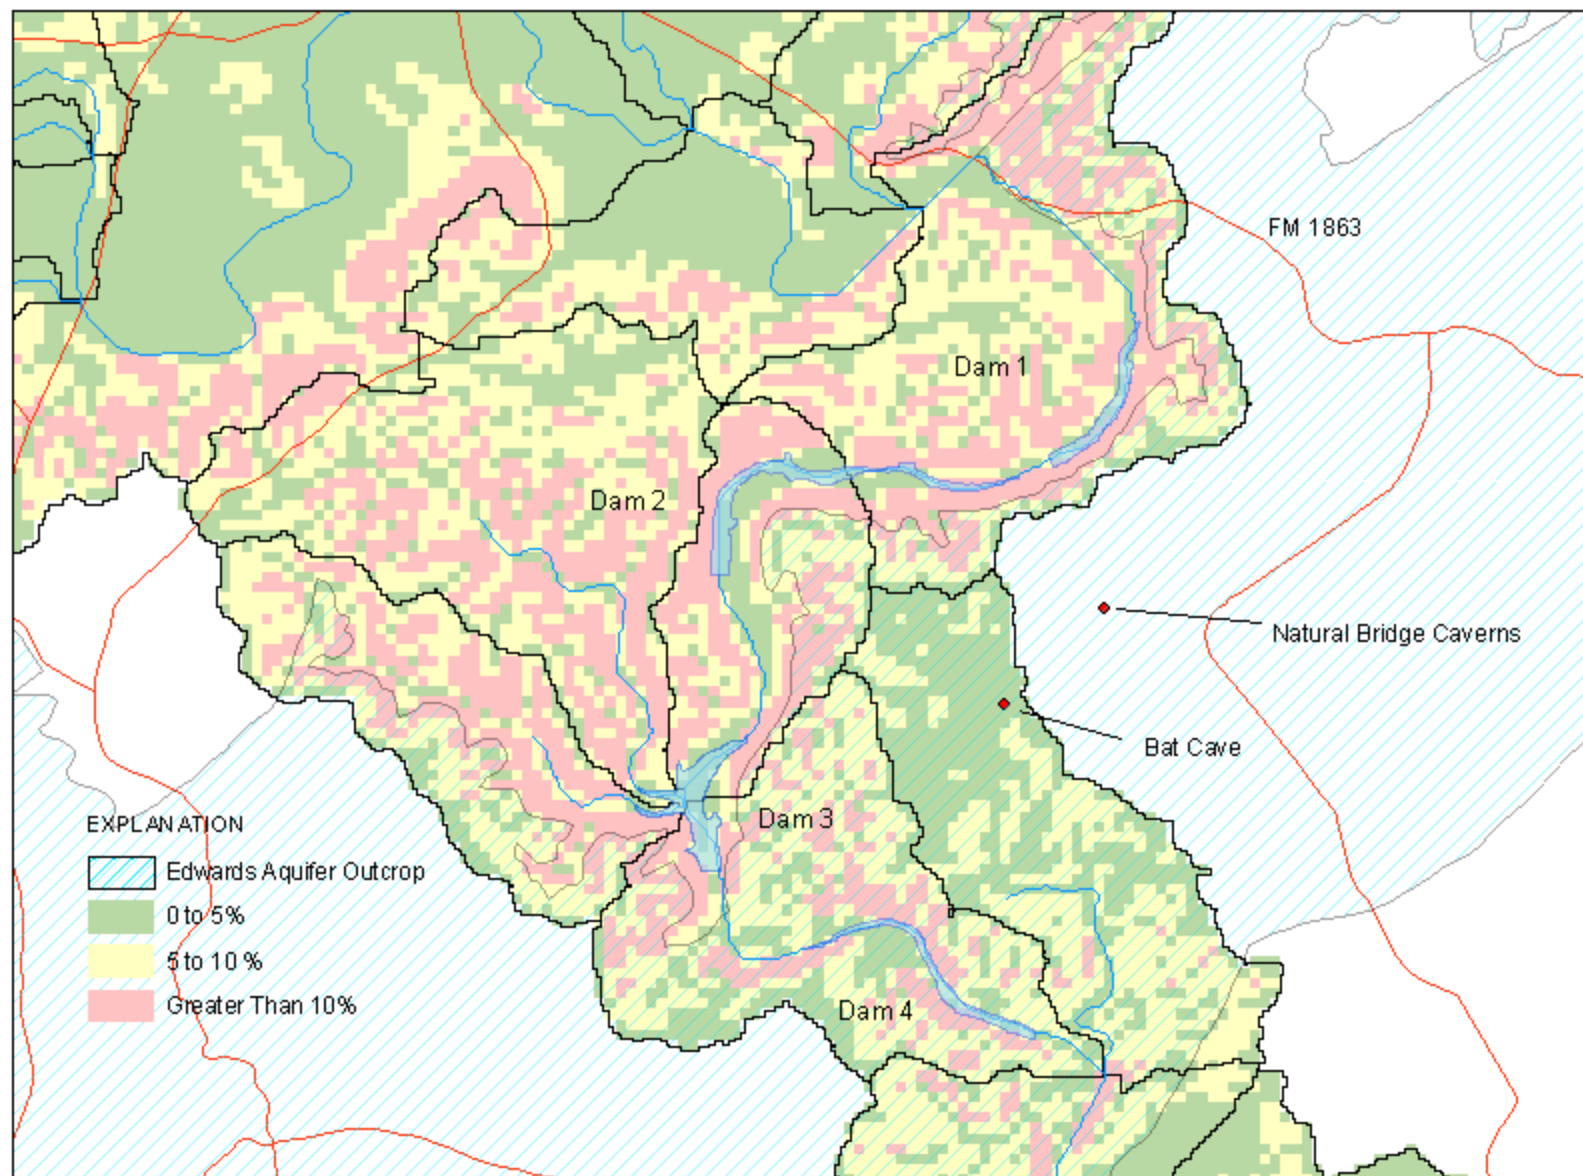 FM 1863
Dam 1
Dam 2
Natural Bridge Caverns
Bat Cave
Dam 3
EXPLANATION
Edwards Aquifer Outcrop
0 to 5%
5 to 10 %
Greater Than 10%
Dam 4